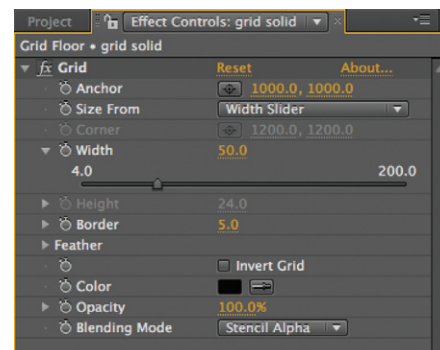 Project Effect Controls: grid solid
Grid Floor • grid solid
fx Grid Reset About...
Anchor 1000.0, 1000.0
Size From Width Slider
Corner 1200.0, 1200.0
Width 50.0
4.0 200.0
Height 24.0
Border 5.0
Feather
Invert Grid
Color
Opacity 100.0%
Blending Mode Stencil Alpha